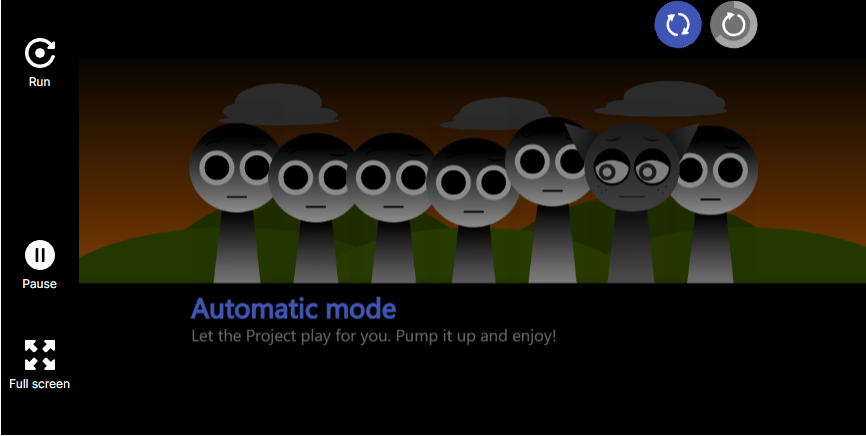 Run
Pause
Full screen
Automatic mode
Let the Project play for you. Pump it up and enjoy!